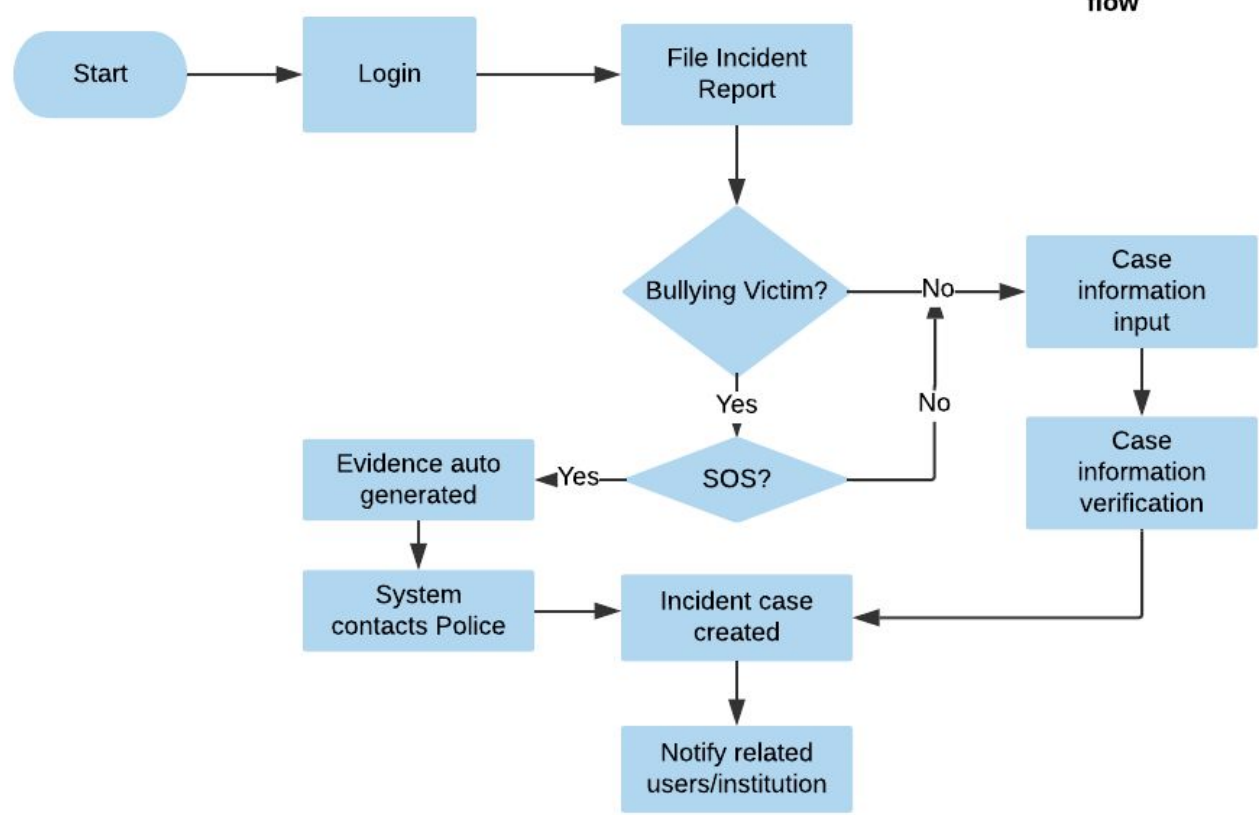 flow
Start
Login
File Incident
Report
Bullying Victim?
No
Case
information
input
Yes
No
Case
information
verification
SOS?
Yes
Evidence auto
generated
System
contacts Police
Incident case
created
Notify related
users/institution